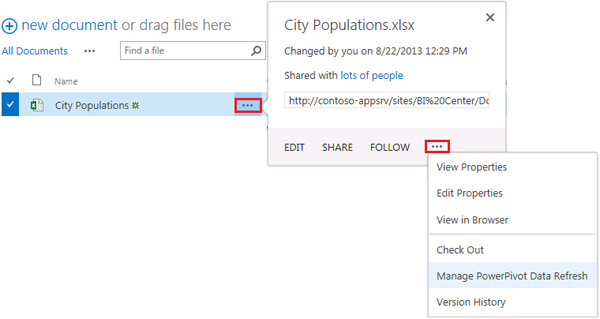 new document or drag files here
All Documents ... Find a file
Name
City Populations ...
City Populations.xlsx
Changed by you on 8/22/2013 12:29 PM
Shared with lots of people
http://contoso-appsrv/sites/BI%20Center/Do
EDIT SHARE FOLLOW ...
View Properties
Edit Properties
View in Browser
Check Out
Manage PowerPivot Data Refresh
Version History